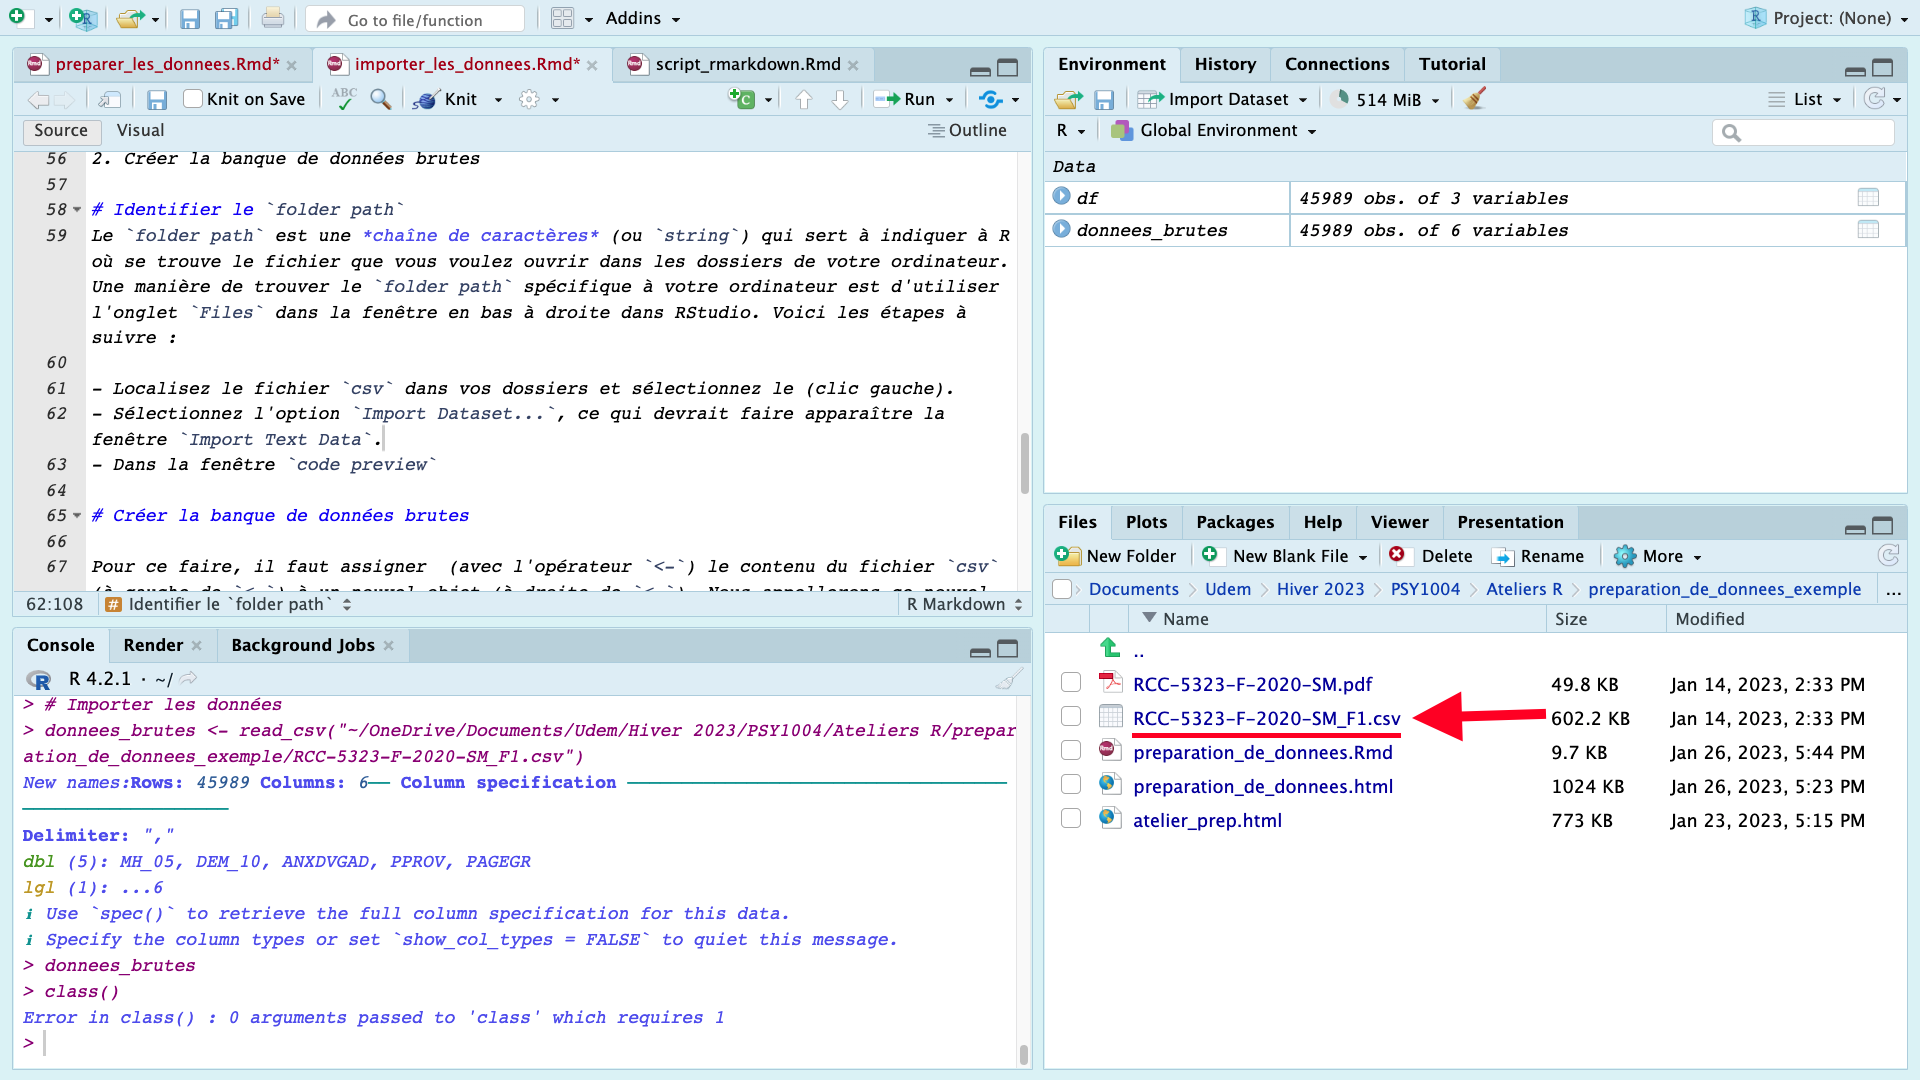 Go to file/function
Addins
Project: (None)
preparer_les_donnees.Rmd*
importer_les_donnees.Rmd*
script_rmarkdown.Rmd
Knit on Save
ABC
Knit
Run
Source
Visual
Outline
56 2. Créer la banque de données brutes
57
58 # Identifier le `folder path`
59 Le `folder path` est une *chaîne de caractères* (ou `string`) qui sert à indiquer à R
où se trouve le fichier que vous voulez ouvrir dans les dossiers de votre ordinateur.
Une manière de trouver le `folder path` spécifique à votre ordinateur est d'utiliser
l'onglet `Files` dans la fenêtre en bas à droite dans RStudio. Voici les étapes à
suivre :
60
61 - Localisez le fichier `csv` dans vos dossiers et sélectionnez le (clic gauche).
62 - Sélectionnez l'option `Import Dataset...`, ce qui devrait faire apparaître la
fenêtre `Import Text Data`.
63 - Dans la fenêtre `code preview`
64
65 # Créer la banque de données brutes
66
67 Pour ce faire, il faut assigner  (avec l'opérateur `<-`) le contenu du fichier `csv`
(à gauche de `<-`) à un nouvel objet (à droite de `<-`). Nous appellerons ce nouvel
62:108
Identifier le `folder path`
R Markdown
Console
Render
Background Jobs
R 4.2.1 · ~/
> # Importer les données
> donnees_brutes <- read_csv("~/OneDrive/Documents/Udem/Hiver 2023/PSY1004/Ateliers R/prepar
ation_de_donnees_exemple/RCC-5323-F-2020-SM_F1.csv")
New names:Rows: 45989 Columns: 6── Column specification ────────────────────────────────────
────────────────────
Delimiter: ","
dbl (5): MH_05, DEM_10, ANXDVGAD, PPROV, PAGEGR
lgl (1): ...6
ℹ Use `spec()` to retrieve the full column specification for this data.
ℹ Specify the column types or set `show_col_types = FALSE` to quiet this message.
> donnees_brutes
> class()
Error in class() : 0 arguments passed to 'class' which requires 1
>
Environment
History
Connections
Tutorial
Import Dataset
514 MiB
List
R
Global Environment
Data
df 45989 obs. of 3 variables
donnees_brutes 45989 obs. of 6 variables
Files
Plots
Packages
Help
Viewer
Presentation
New Folder
New Blank File
Delete
Rename
More
Documents
Udem
Hiver 2023
PSY1004
Ateliers R
preparation_de_donnees_exemple
...
Name Size Modified
..
RCC-5323-F-2020-SM.pdf 49.8 KB Jan 14, 2023, 2:33 PM
RCC-5323-F-2020-SM_F1.csv 602.2 KB Jan 14, 2023, 2:33 PM
preparation_de_donnees.Rmd 9.7 KB Jan 26, 2023, 5:44 PM
preparation_de_donnees.html 1024 KB Jan 26, 2023, 5:23 PM
atelier_prep.html 773 KB Jan 23, 2023, 5:15 PM